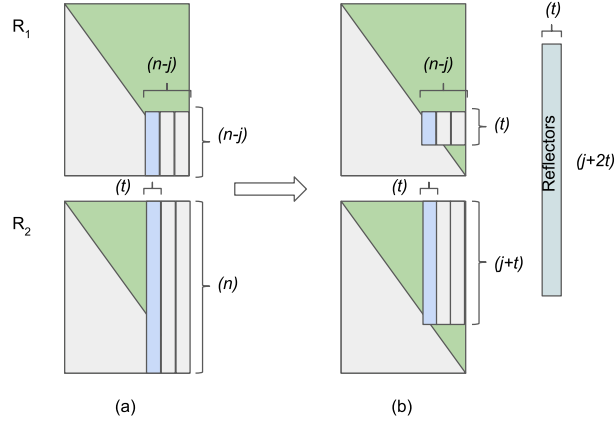 R1
(n-j)
(n-j)
(t)
R2
(n)
(a)
(n-j)
(t)
(t)
(j+t)
(b)
(t)
Reflectors
(j+2t)